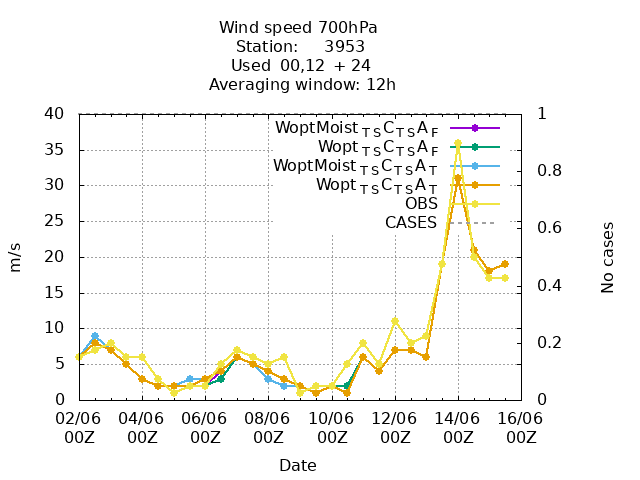 Wind speed 700hPa
Station: 3953
Used 00,12 + 24
Averaging window: 12h
40 1
WoptMoist TS C TS A F
Wopt TS C TS A F
35
WoptMoist TS C TS A T
0.8
Wopt TS C TS A T
30
OBS
CASES
25 0.6
m/s
20
No cases
15 0.4
10
0.2
5
0 0
02/06 04/06 06/06 08/06 10/06 12/06 14/06 16/06
00Z 00Z 00Z 00Z 00Z 00Z 00Z 00Z
Date